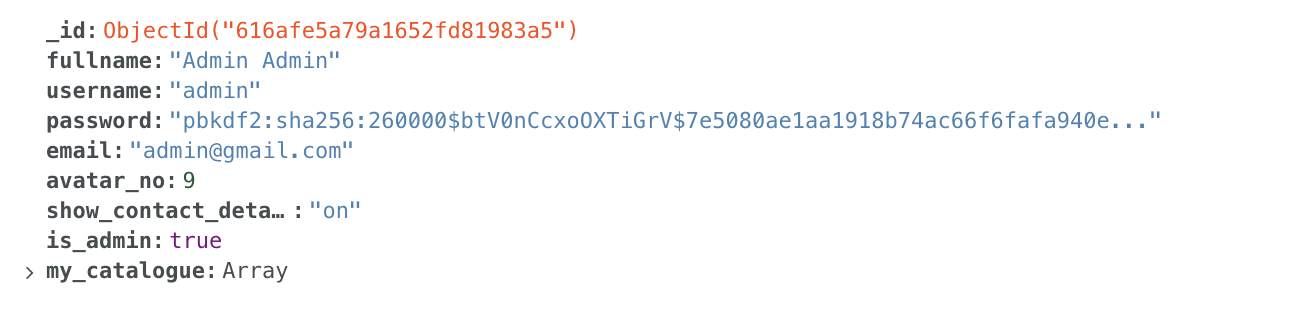 _id: ObjectId("616afe5a79a1652fd81983a5")
fullname: "Admin Admin"
username: "admin"
password: "pbkdf2:sha256:260000$btV0nCcxoOXTiGrV$7e5080ae1aa1918b74ac66f6fafa940e..."
email: "admin@gmail.com"
avatar_no: 9
show_contact_deta… : "on"
is_admin: true
> my_catalogue: Array